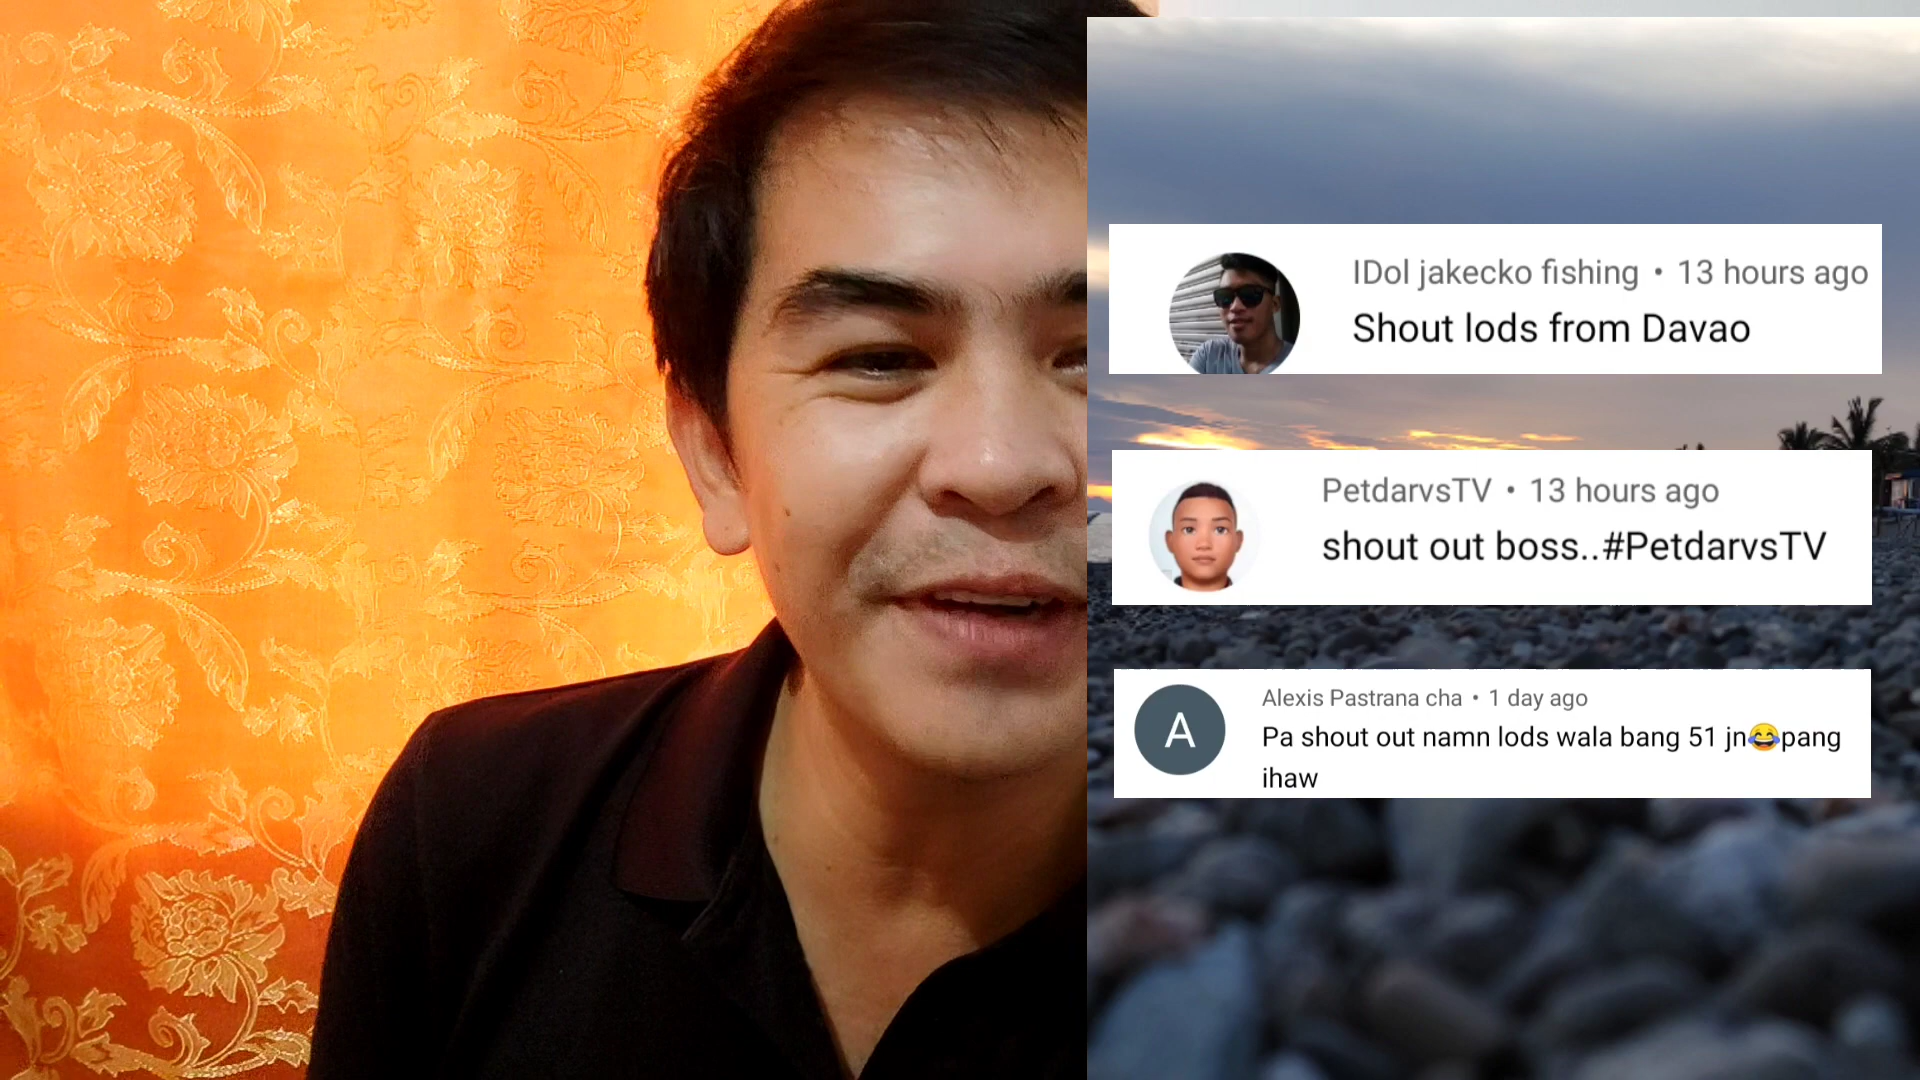 IDol jakecko fishing • 13 hours ago
Shout lods from Davao
PetdarvsTV • 13 hours ago
shout out boss..#PetdarvsTV
A
Alexis Pastrana cha • 1 day ago
Pa shout out namn lods wala bang 51 jn😂pang
ihaw